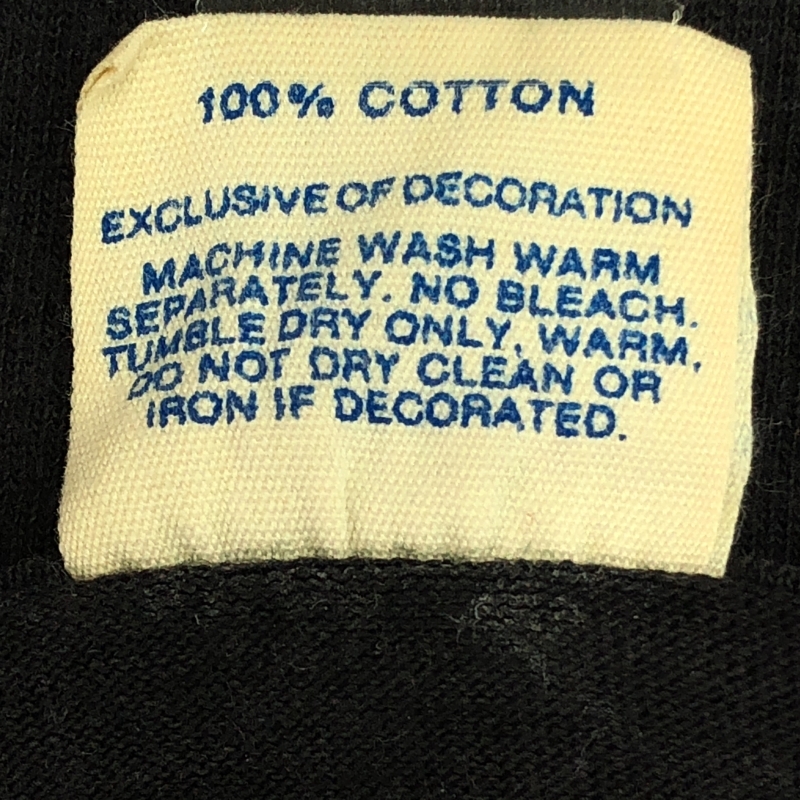 100% COTTON
EXCLUSIVE OF DECORATION
MACHINE WASH WARM
SEPARATELY. NO BLEACH.
TUMBLE DRY ONLY, WARM.
DO NOT DRY CLEAN OR
IRON IF DECORATED.